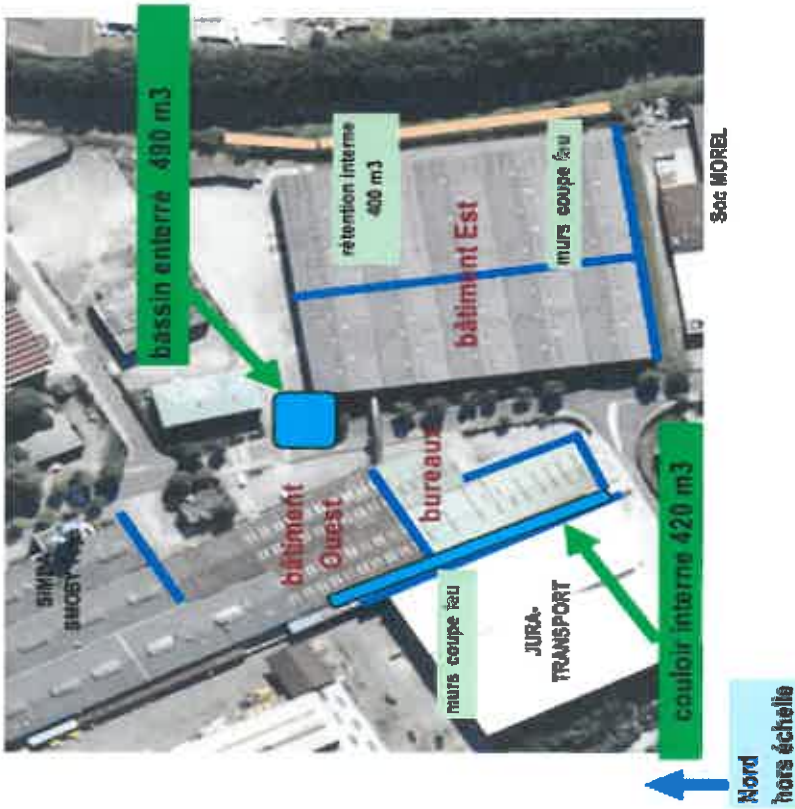 bassin enterré 490 m3
rétention interne
400 m3
murs coupe feu
bâtiment Est
Soc MOREL
bâtiment
Ouest
bureaux
SMOBY
murs coupe feu
JURA-
TRANSPORT
couloir interne 420 m3
Nord
hors échelle